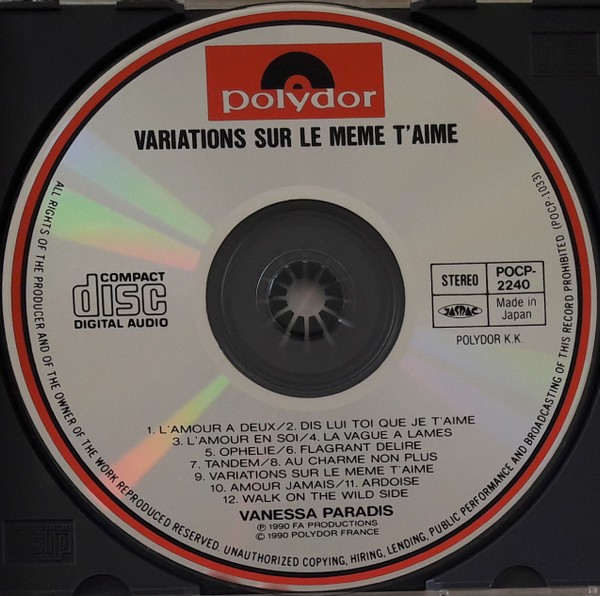 polydor
VARIATIONS SUR LE MEME T'AIME
COMPACT
disc
DIGITAL AUDIO
STEREO
POCP-
2240
JASRAC
Made in
Japan
POLYDOR K.K.
1. L'AMOUR A DEUX/2. DIS LUI TOI QUE JE T'AIME
3. L'AMOUR EN SOI/4. LA VAGUE A LAMES
5. OPHELIE/6. FLAGRANT DELIRE
7. TANDEM/8. AU CHARME NON PLUS
9. VARIATIONS SUR LE MEME T'AIME
10. AMOUR JAMAIS/11. ARDOISE
12. WALK ON THE WILD SIDE
VANESSA PARADIS
Ⓟ 1990 FA PRODUCTIONS
© 1990 POLYDOR FRANCE
ALL RIGHTS OF THE PRODUCER AND OF THE OWNER OF THE WORK REPRODUCED RESERVED. UNAUTHORIZED COPYING, HIRING, LENDING, PUBLIC PERFORMANCE AND BROADCASTING OF THIS RECORD PROHIBITED (POCP-1033)